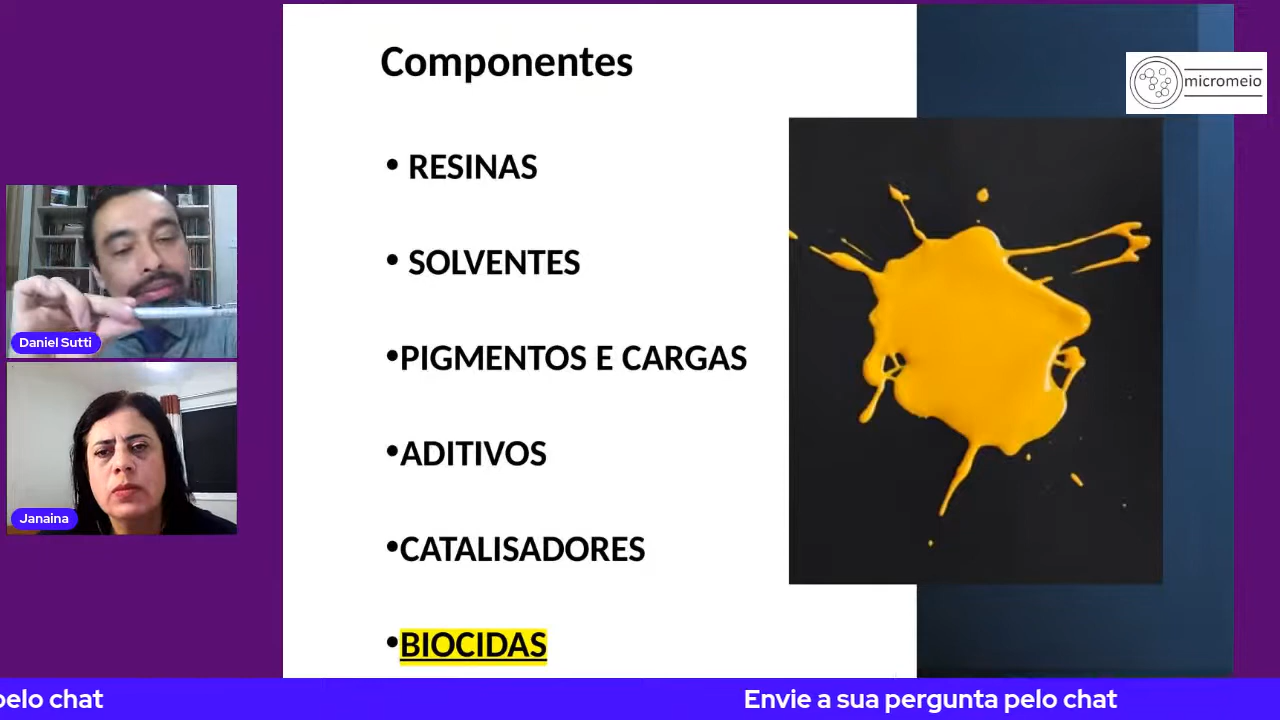 Componentes
• RESINAS
• SOLVENTES
•PIGMENTOS E CARGAS
•ADITIVOS
•CATALISADORES
•BIOCIDAS
micromeio
Daniel Sutti
Janaina
pelo chat
Envie a sua pergunta pelo chat